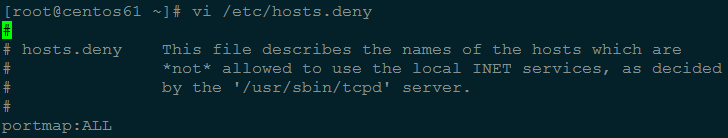 [root@centos61 ~]# vi /etc/hosts.deny
#
# hosts.deny    This file describes the names of the hosts which are
#               *not* allowed to use the local INET services, as decided
#               by the '/usr/sbin/tcpd' server.
#
portmap:ALL